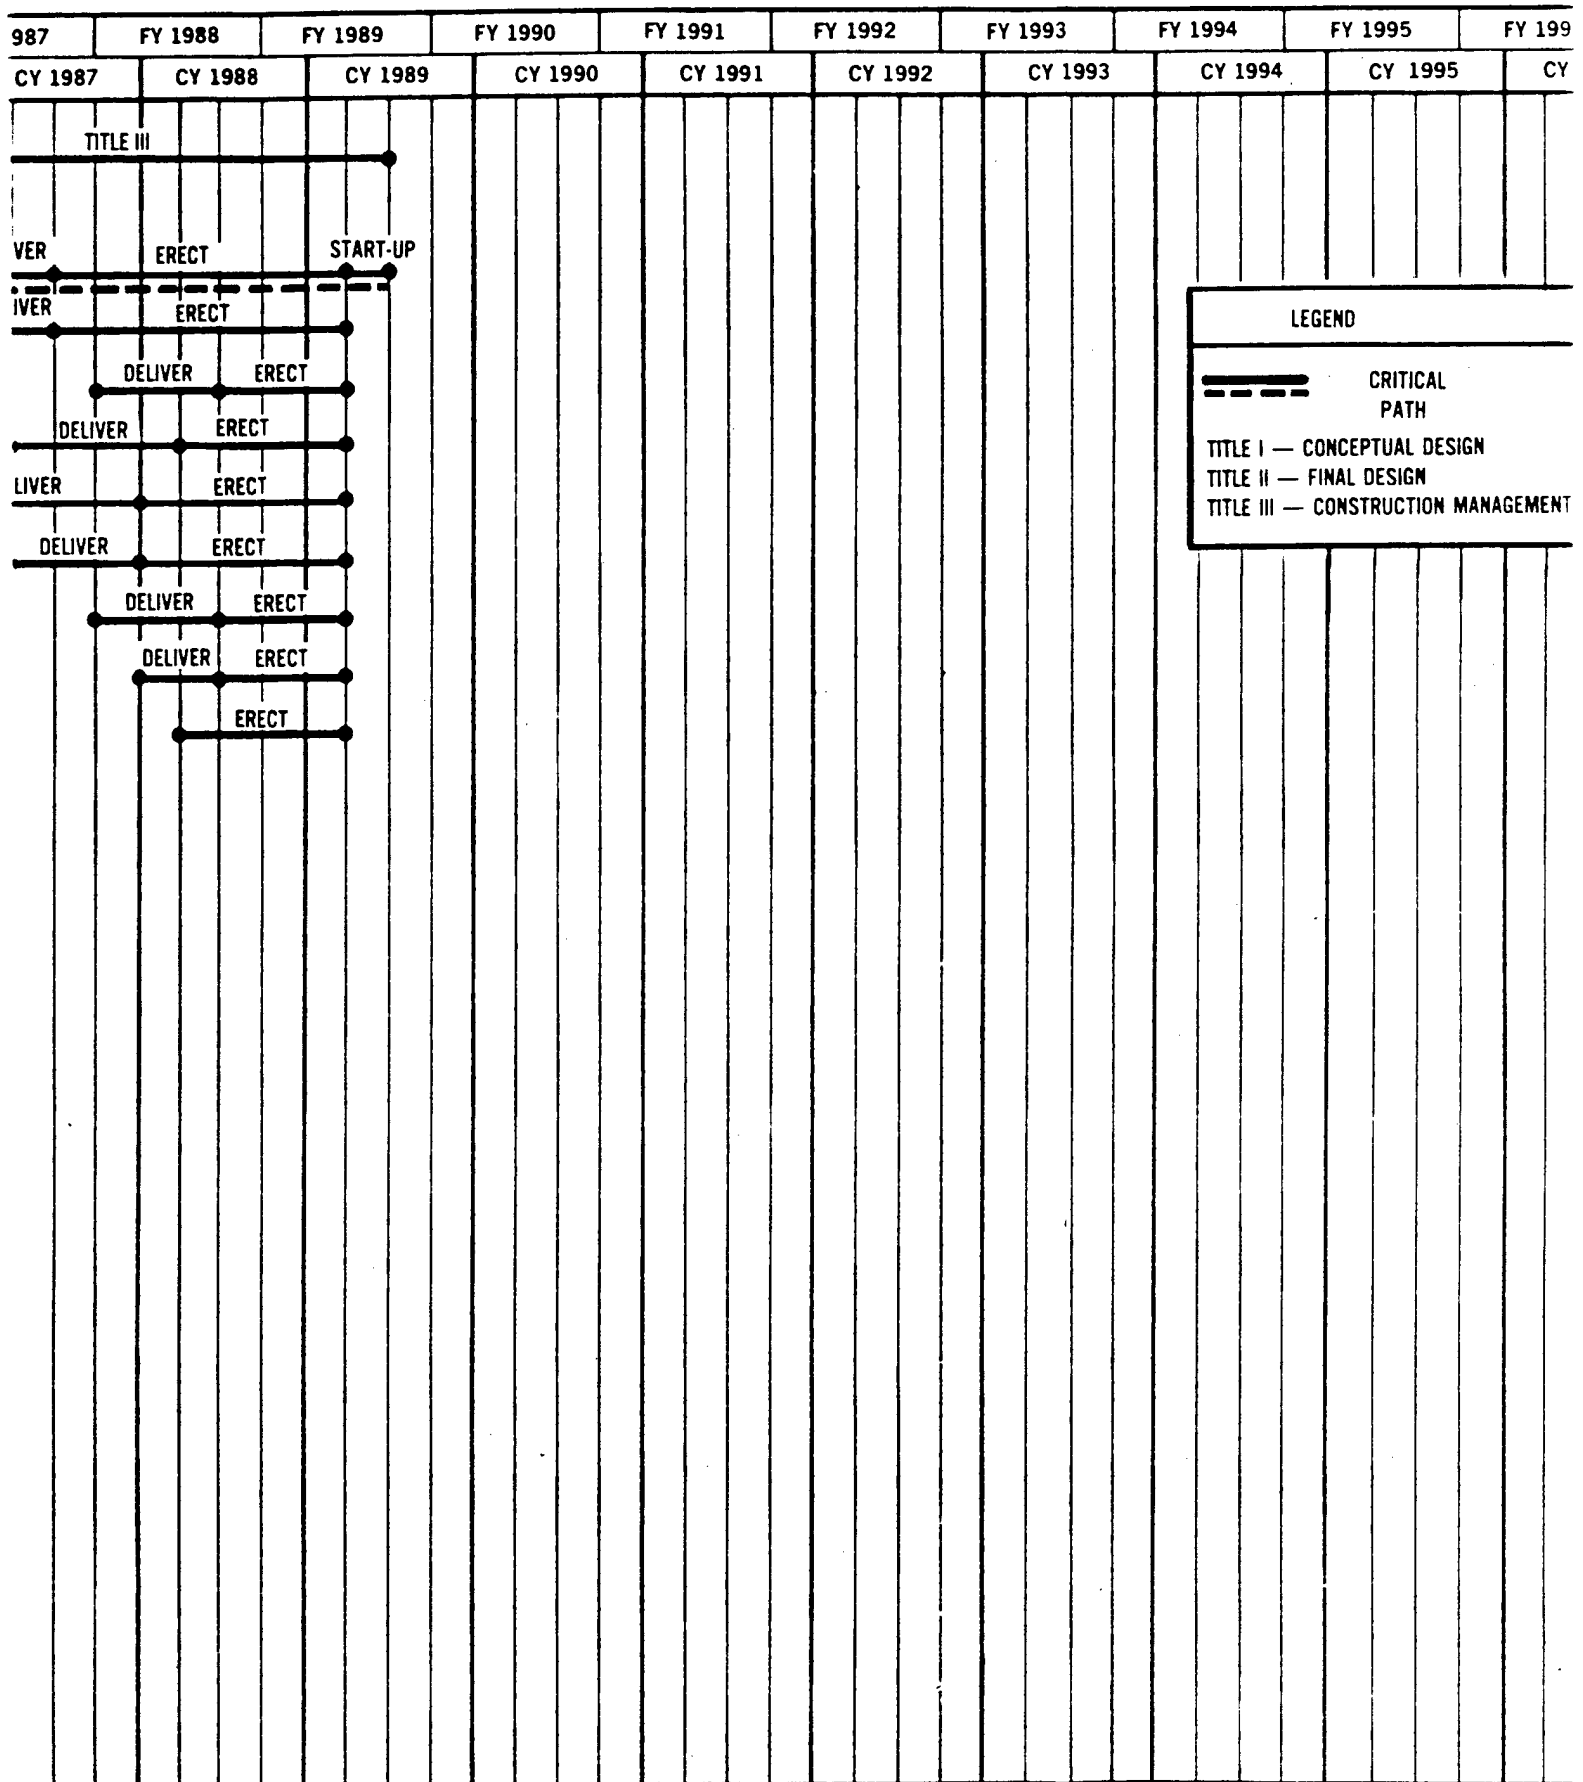 987 FY 1988 FY 1989 FY 1990 FY 1991 FY 1992 FY 1993 FY 1994 FY 1995 FY 199
CY 1987 CY 1988 CY 1989 CY 1990 CY 1991 CY 1992 CY 1993 CY 1994 CY 1995 CY
TITLE III
VER ERECT START-UP
IVER ERECT
DELIVER ERECT
DELIVER ERECT
LIVER ERECT
DELIVER ERECT
DELIVER ERECT
DELIVER ERECT
ERECT
LEGEND
CRITICAL
PATH
TITLE I — CONCEPTUAL DESIGN
TITLE II — FINAL DESIGN
TITLE III — CONSTRUCTION MANAGEMENT